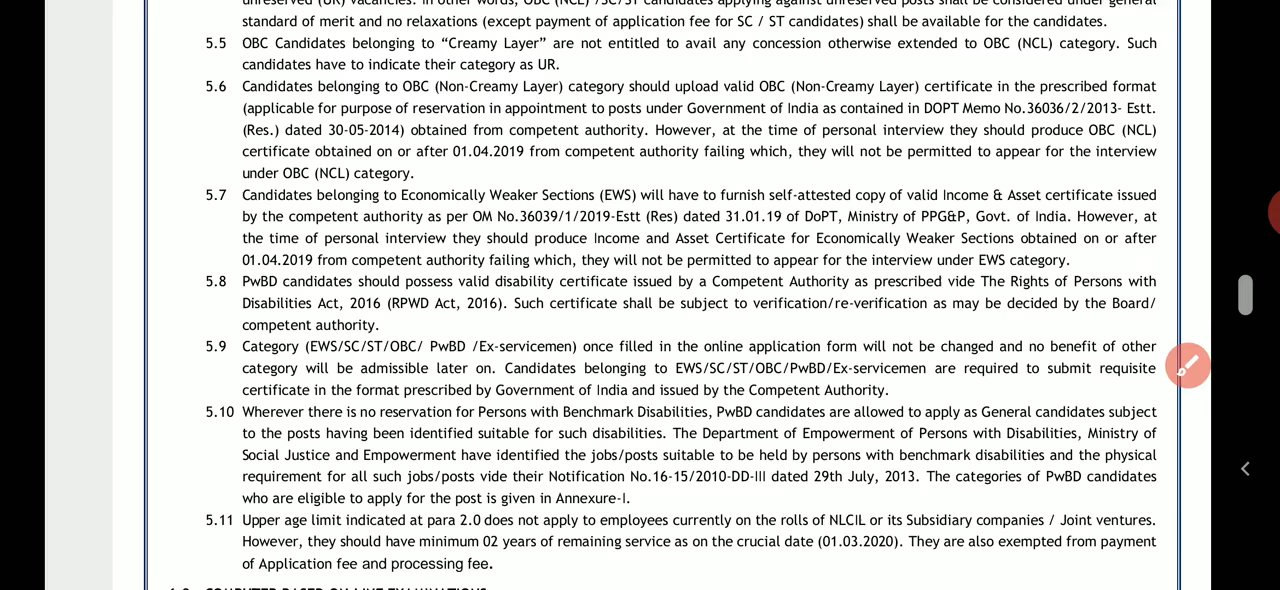 unreserved (UR) vacancies. In other words, OBC (NCL) /SC/ST candidates applying against unreserved posts shall be considered under general
standard of merit and no relaxations (except payment of application fee for SC / ST candidates) shall be available for the candidates.
5.5 OBC Candidates belonging to “Creamy Layer” are not entitled to avail any concession otherwise extended to OBC (NCL) category. Such
candidates have to indicate their category as UR.
5.6 Candidates belonging to OBC (Non-Creamy Layer) category should upload valid OBC (Non-Creamy Layer) certificate in the prescribed format
(applicable for purpose of reservation in appointment to posts under Government of India as contained in DOPT Memo No.36036/2/2013- Estt.
(Res.) dated 30-05-2014) obtained from competent authority. However, at the time of personal interview they should produce OBC (NCL)
certificate obtained on or after 01.04.2019 from competent authority failing which, they will not be permitted to appear for the interview
under OBC (NCL) category.
5.7 Candidates belonging to Economically Weaker Sections (EWS) will have to furnish self-attested copy of valid Income & Asset certificate issued
by the competent authority as per OM No.36039/1/2019-Estt (Res) dated 31.01.19 of DoPT, Ministry of PPG&P, Govt. of India. However, at
the time of personal interview they should produce Income and Asset Certificate for Economically Weaker Sections obtained on or after
01.04.2019 from competent authority failing which, they will not be permitted to appear for the interview under EWS category.
5.8 PwBD candidates should possess valid disability certificate issued by a Competent Authority as prescribed vide The Rights of Persons with
Disabilities Act, 2016 (RPWD Act, 2016). Such certificate shall be subject to verification/re-verification as may be decided by the Board/
competent authority.
5.9 Category (EWS/SC/ST/OBC/ PwBD /Ex-servicemen) once filled in the online application form will not be changed and no benefit of other
category will be admissible later on. Candidates belonging to EWS/SC/ST/OBC/PwBD/Ex-servicemen are required to submit requisite
certificate in the format prescribed by Government of India and issued by the Competent Authority.
5.10 Wherever there is no reservation for Persons with Benchmark Disabilities, PwBD candidates are allowed to apply as General candidates subject
to the posts having been identified suitable for such disabilities. The Department of Empowerment of Persons with Disabilities, Ministry of
Social Justice and Empowerment have identified the jobs/posts suitable to be held by persons with benchmark disabilities and the physical
requirement for all such jobs/posts vide their Notification No.16-15/2010-DD-III dated 29th July, 2013. The categories of PwBD candidates
who are eligible to apply for the post is given in Annexure-I.
5.11 Upper age limit indicated at para 2.0 does not apply to employees currently on the rolls of NLCIL or its Subsidiary companies / Joint ventures.
However, they should have minimum 02 years of remaining service as on the crucial date (01.03.2020). They are also exempted from payment
of Application fee and processing fee.
COMPUTER BASED ON-LINE EXAMINATIONS